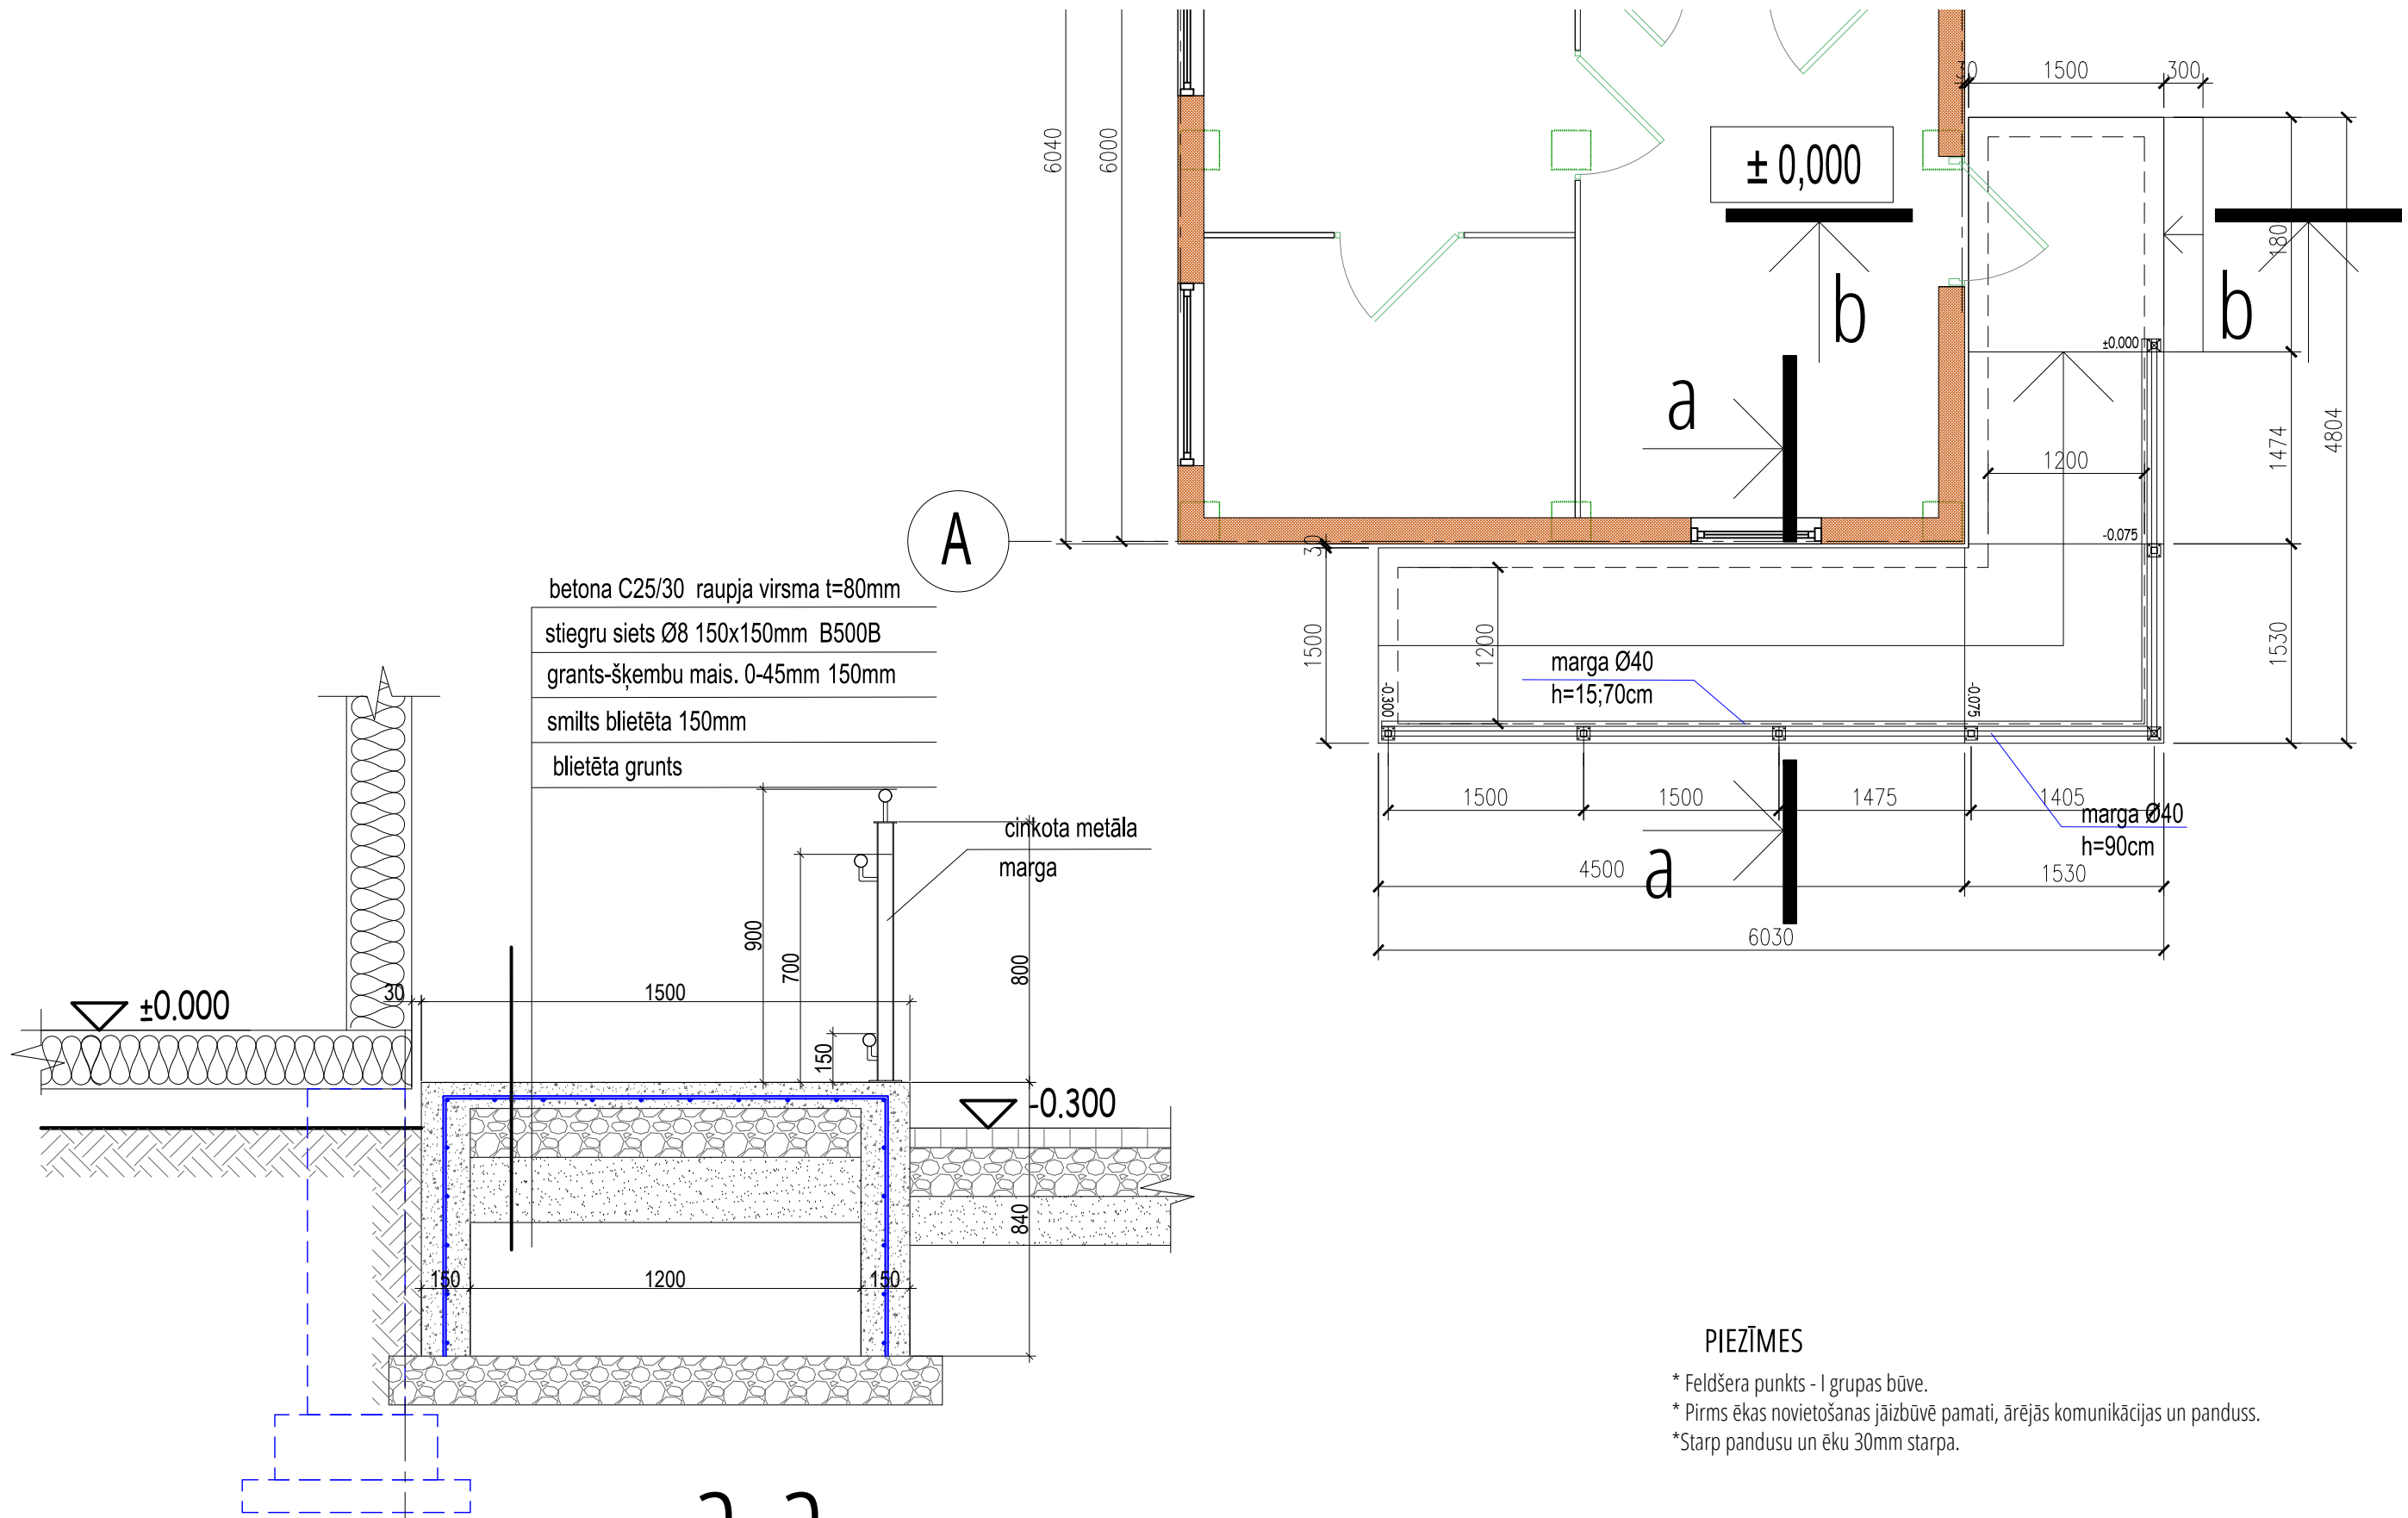 30
1500
300
6040
6000
± 0,000
180
b
b
±0.000
a
1474
4804
1200
A
30
-0.075
betona C25/30 raupja virsma t=80mm
stiegru siets Ø8 150x150mm B500B
grants-šķembu mais. 0-45mm 150mm
smilts blietēta 150mm
blietēta grunts
1500
1200
1530
marga Ø40
h=15;70cm
-0.300
-0.075
1500
1500
1475
1405
marga Ø40
h=90cm
4500
a
1530
6030
cinkota metāla
marga
900
700
800
150
30
1500
±0.000
-0.300
840
150
1200
150
PIEZĪMES
* Feldšera punkts - I grupas būve.
* Pirms ēkas novietošanas jāizbūvē pamati, ārējās komunikācijas un panduss.
*Starp pandusu un ēku 30mm starpa.